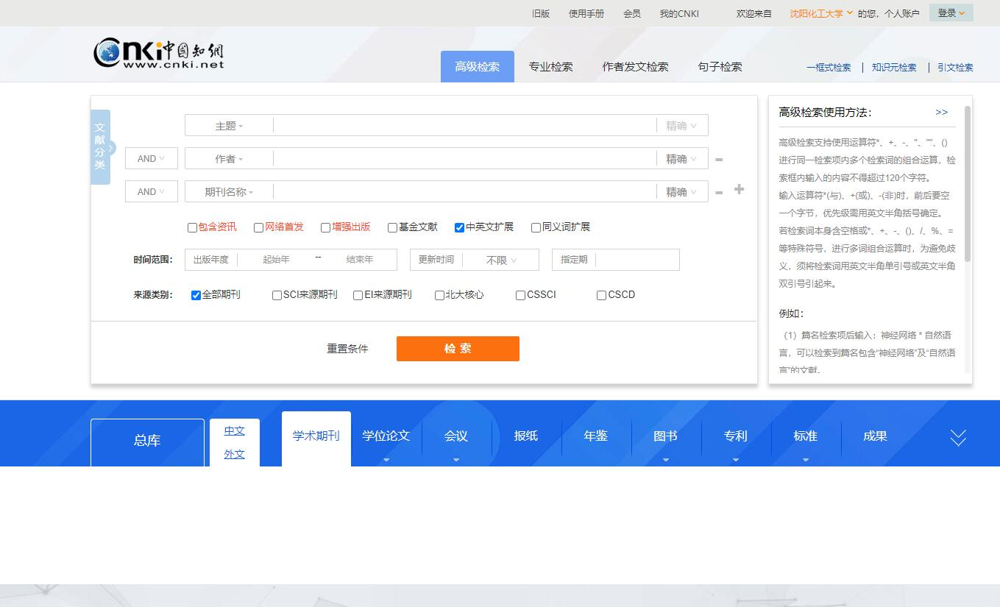 旧版 使用手册 会员 我的CNKI 欢迎来自 沈阳化工大学 的您，个人账户 登录
Cnki中国知網
www.cnki.net
高级检索 专业检索 作者发文检索 句子检索 一框式检索 | 知识元检索 | 引文检索
文献分类
主题 精确
AND 作者 精确
AND 期刊名称 精确
包含资讯 网络首发 增强出版 基金文献 中英文扩展 同义词扩展
时间范围： 出版年度 起始年 -- 结束年 更新时间 不限 指定期
来源类别： 全部期刊 SCI来源期刊 EI来源期刊 北大核心 CSSCI CSCD
重置条件 检 索
高级检索使用方法： >>
高级检索支持使用运算符*、+、-、''、""、()
进行同一检索项内多个检索词的组合运算，检
索框内输入的内容不得超过120个字符。
输入运算符*(与)、+(或)、-(非)时，前后要空
一个字节，优先级需用英文半角括号确定。
若检索词本身含空格或*、+、-、()、/、%、=
等特殊符号，进行多词组合运算时，为避免歧
义，须将检索词用英文半角单引号或英文半角
双引号引起来。
例如：
（1）篇名检索项后输入：神经网络 * 自然语
言，可以检索到篇名包含“神经网络”及“自然语
言”的文献。
总库 中文 学术期刊 学位论文 会议 报纸 年鉴 图书 专利 标准 成果
外文